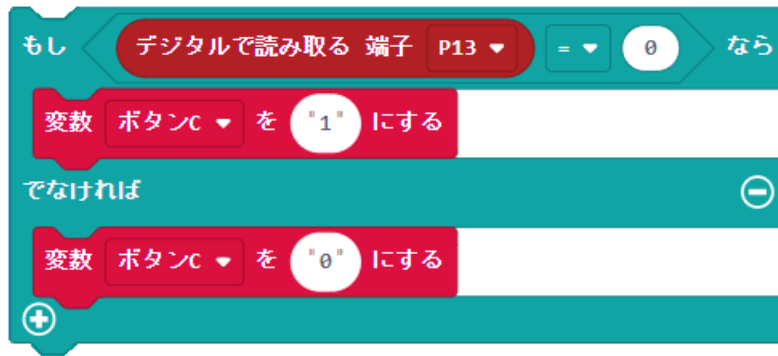 もし デジタルで読み取る 端子 P13 = 0 なら
変数 ボタンC を "1" にする
でなければ
変数 ボタンC を "0" にする